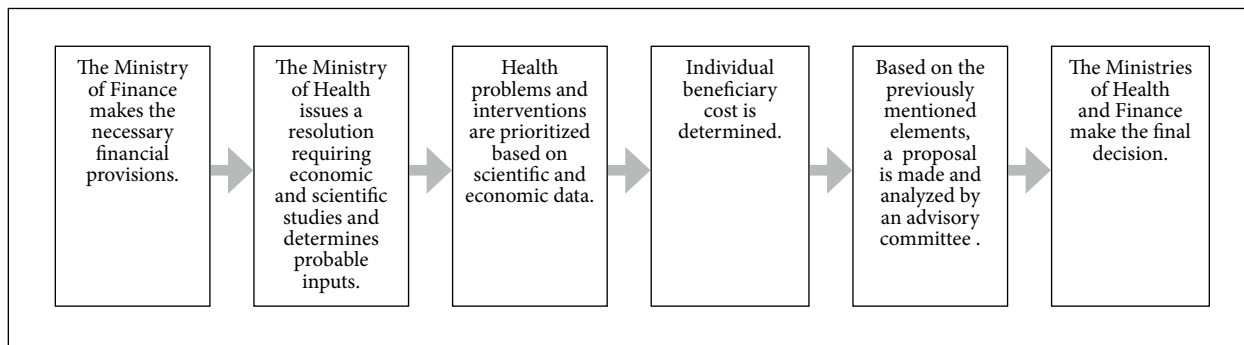 The Ministry
of Finance
makes the
necessary
financial
provisions.
The Ministry
of Health
issues a
resolution
requiring
economic
and scientific
studies and
determines
probable
inputs.
Health
problems and
interventions
are prioritized
based on
scientific and
economic data.
Individual
beneficiary
cost is
determined.
Based on the
previously
mentioned
elements,
a proposal
is made and
analyzed by
an advisory
committee .
The Ministries
of Health
and Finance
make the final
decision.